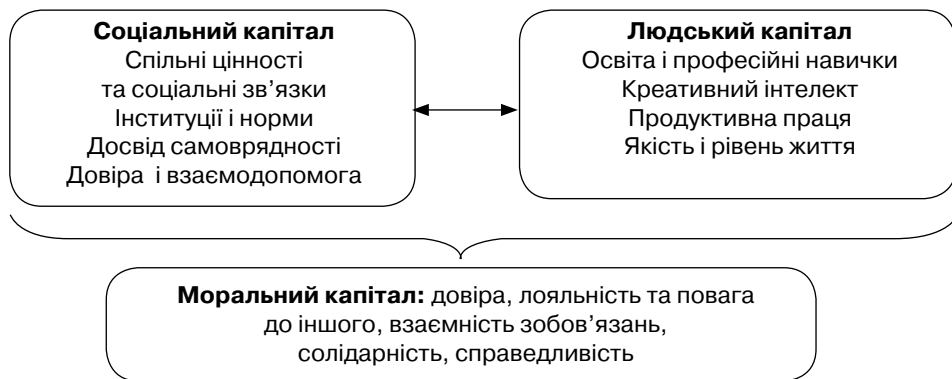 Соціальний капітал
Спільні цінності
та соціальні зв’язки
Інституції і норми
Досвід самоврядності
Довіра і взаємодопомога
Людський капітал
Освіта і професійні навички
Креативний інтелект
Продуктивна праця
Якість і рівень життя
Моральний капітал: довіра, лояльність та повага
до іншого, взаємність зобов’язань,
солідарність, справедливість